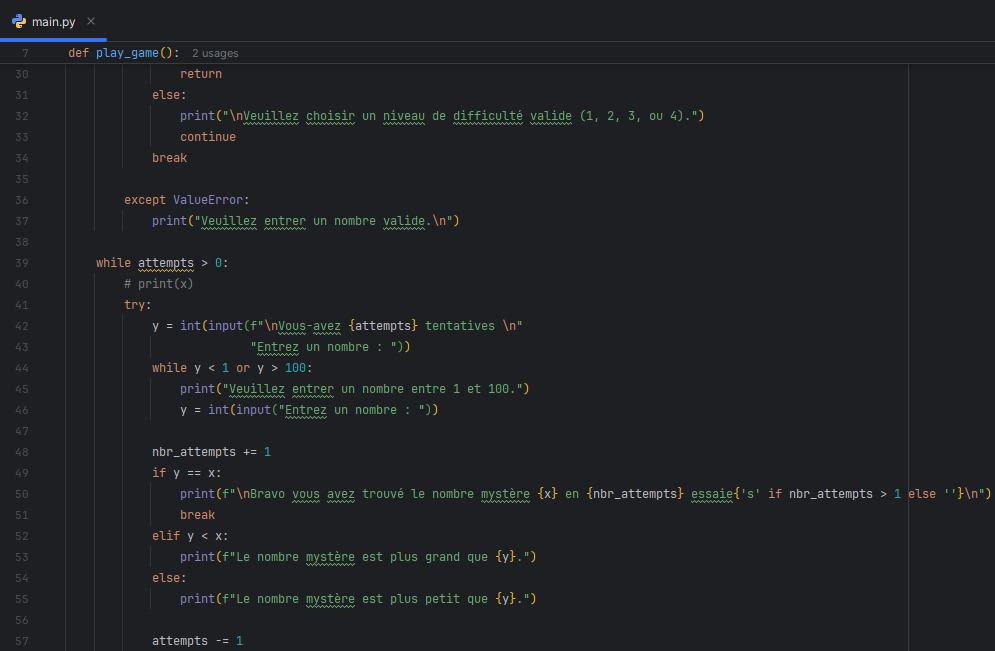 main.py
7 def play_game(): 2 usages
30 return
31 else:
32 print("\nVeuillez choisir un niveau de difficulté valide (1, 2, 3, ou 4).")
33 continue
34 break
35
36 except ValueError:
37 print("Veuillez entrer un nombre valide.\n")
38
39 while attempts > 0:
40 # print(x)
41 try:
42 y = int(input(f"\nVous-avez {attempts} tentatives \n"
43 "Entrez un nombre : "))
44 while y < 1 or y > 100:
45 print("Veuillez entrer un nombre entre 1 et 100.")
46 y = int(input("Entrez un nombre : "))
47
48 nbr_attempts += 1
49 if y == x:
50 print(f"\nBravo vous avez trouvé le nombre mystère {x} en {nbr_attempts} essaie{'s' if nbr_attempts > 1 else ''}\n")
51 break
52 elif y < x:
53 print(f"Le nombre mystère est plus grand que {y}.")
54 else:
55 print(f"Le nombre mystère est plus petit que {y}.")
56
57 attempts -= 1